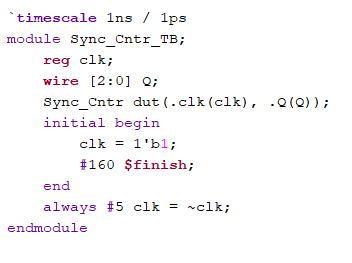 `timescale 1ns / 1ps
module Sync_Cntr_TB;
    reg clk;
    wire [2:0] Q;
    Sync_Cntr dut(.clk(clk), .Q(Q));
    initial begin
        clk = 1'b1;
        #160 $finish;
    end
    always #5 clk = ~clk;
endmodule